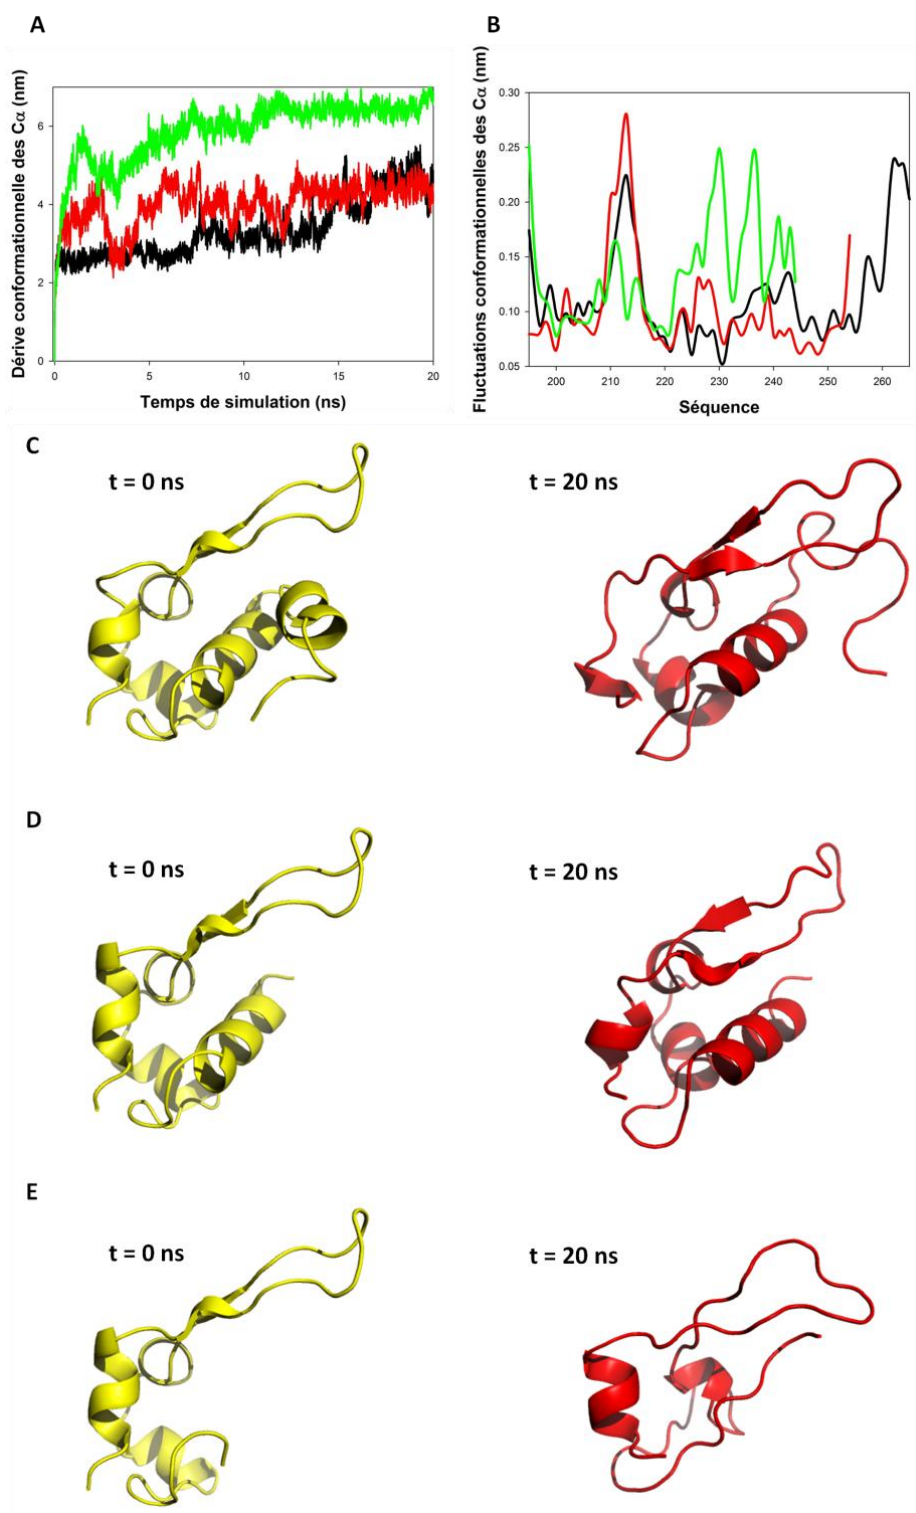 A
B
Dérive conformationnelle des Cα (nm)
6
4
2
0
0
5
10
15
20
Temps de simulation (ns)
Fluctuations conformationnelles des Cα (nm)
0.30
0.25
0.20
0.15
0.10
0.05
200
210
220
230
240
250
260
Séquence
C
t = 0 ns
t = 20 ns
D
t = 0 ns
t = 20 ns
E
t = 0 ns
t = 20 ns